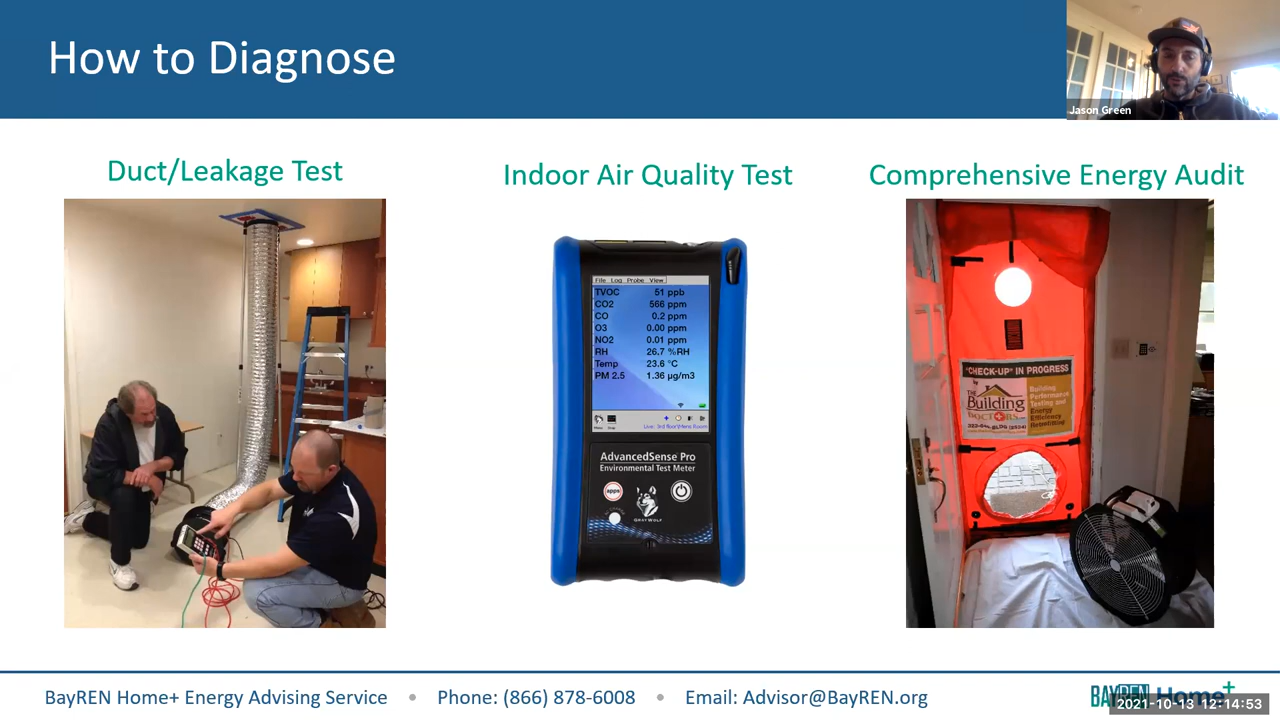 How to Diagnose
Jason Green
Duct/Leakage Test
Indoor Air Quality Test
Comprehensive Energy Audit
File Log Probe View
TVOC 51 ppb
CO2 566 ppm
CO 0.2 ppm
O3 0.00 ppm
NO2 0.01 ppm
RH 26.7 %RH
Temp 23.6 °C
PM 2.5 1.36 µg/m3
AdvancedSense Pro
Environmental Test Meter
apps
GRAYWOLF
"CHECK-UP" IN PROGRESS
THE Building DOCTORS
Building
Performance
Testing and
Energy
Efficiency
Retrofitting
BayREN Home+ Energy Advising Service • Phone: (866) 878-6008 • Email: Advisor@BayREN.org
BAYREN Home+
2021-10-13 12:14:53